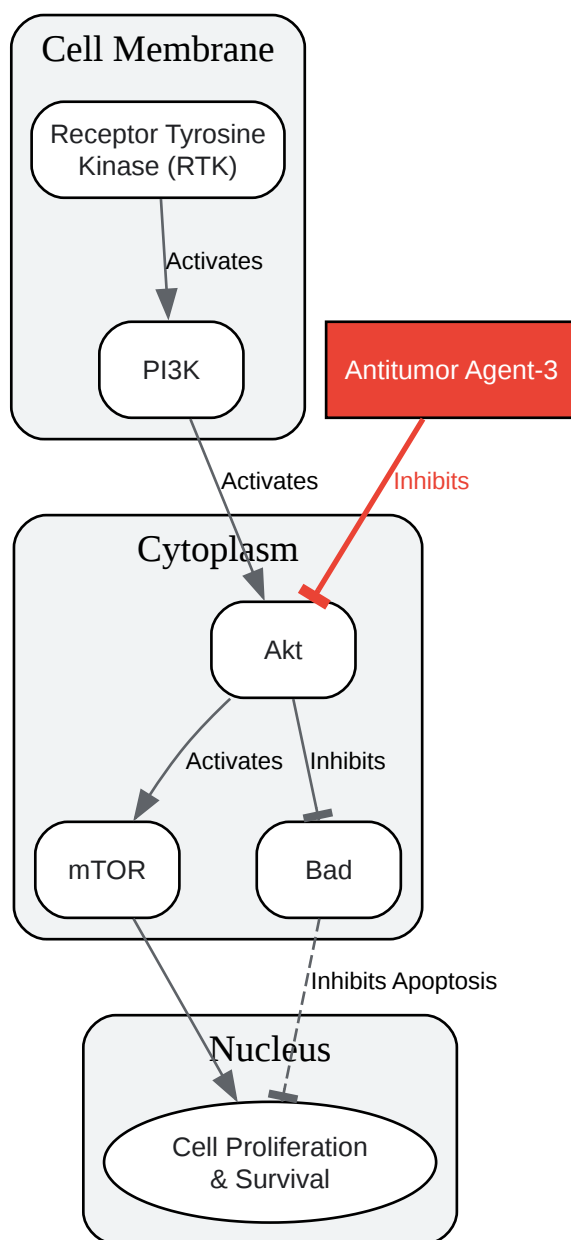 Cell Membrane
Receptor Tyrosine
Kinase (RTK)
Activates
PI3K
Antitumor Agent-3
Activates
Inhibits
Cytoplasm
Akt
Activates
Inhibits
mTOR
Bad
Inhibits Apoptosis
Nucleus
Cell Proliferation
& Survival